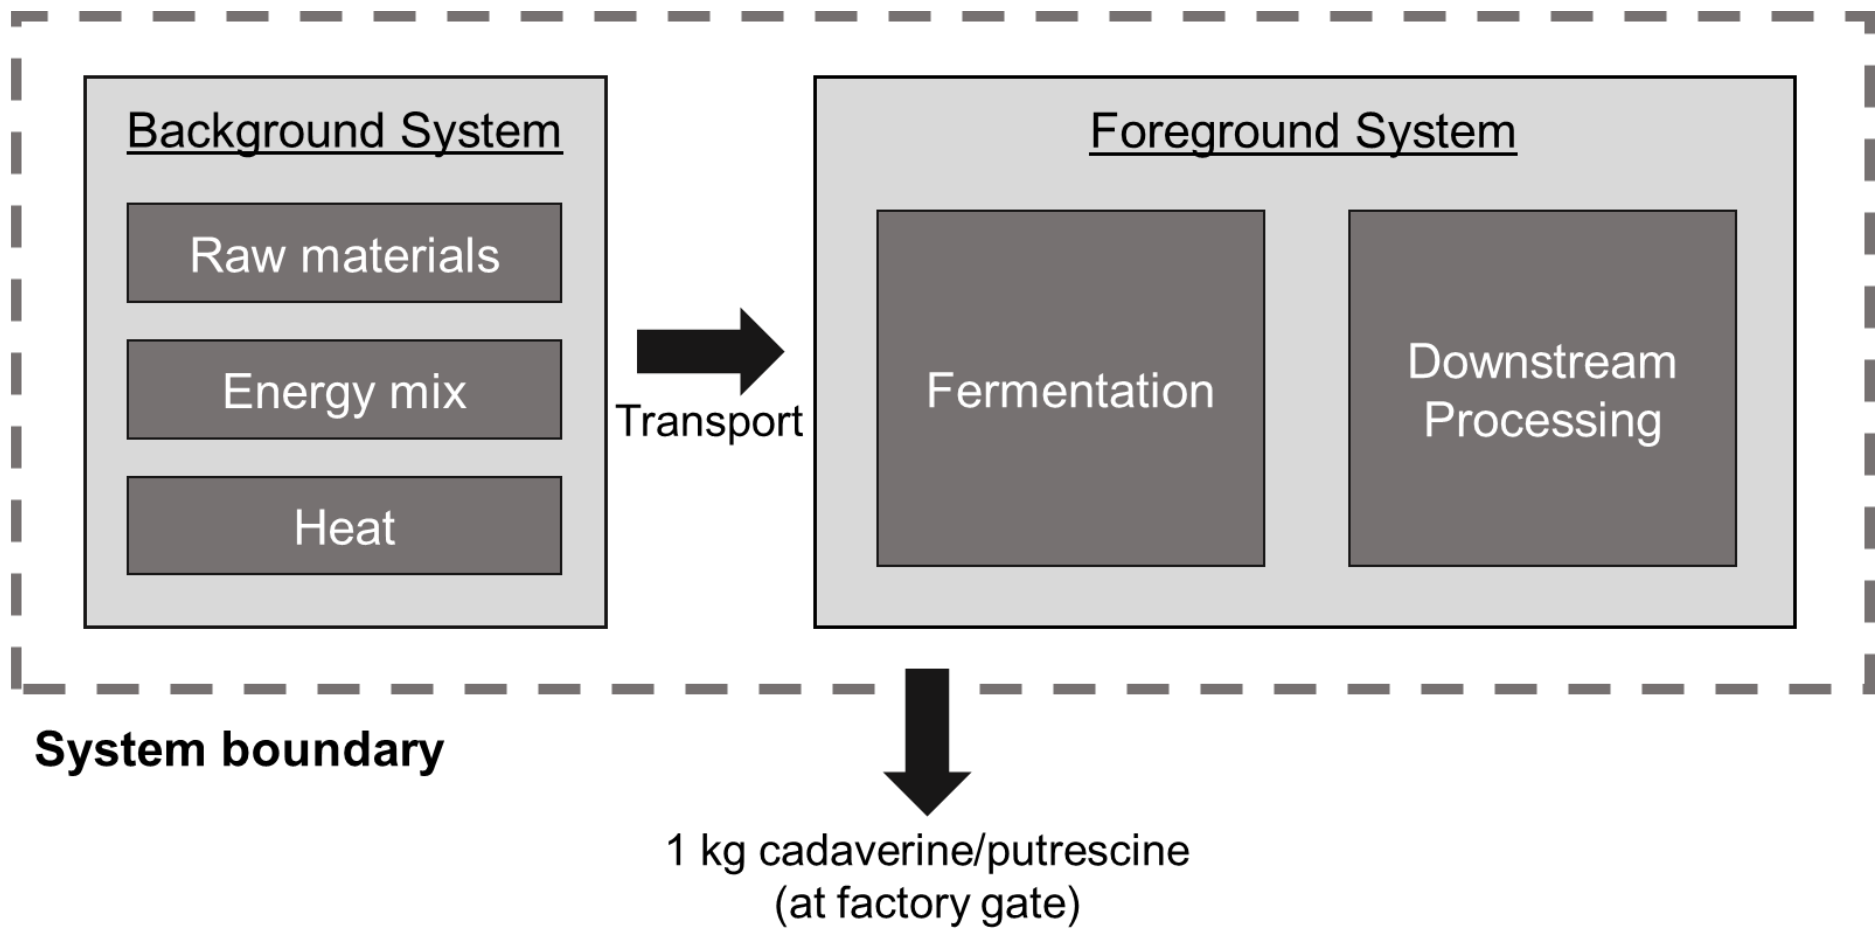 Background System
Raw materials
Energy mix
Heat
Transport
Foreground System
Fermentation
Downstream
Processing
System boundary
1 kg cadaverine/putrescine
(at factory gate)